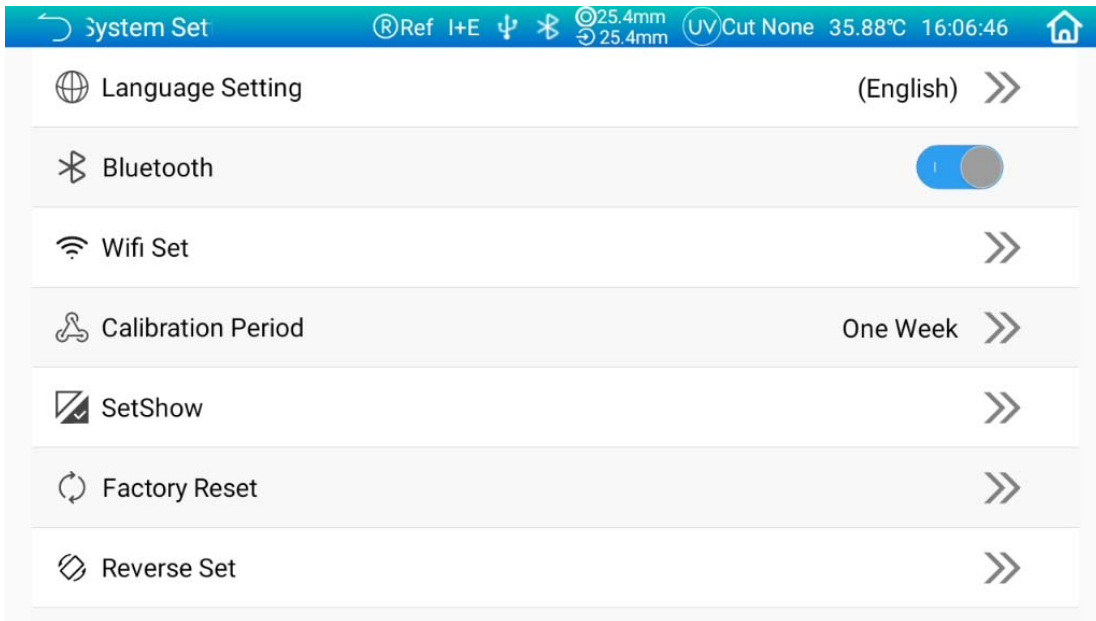 System Set
®Ref I+E 25.4mm 25.4mm UV Cut None 35.88℃ 16:06:46
Language Setting (English)
Bluetooth
Wifi Set
Calibration Period One Week
SetShow
Factory Reset
Reverse Set